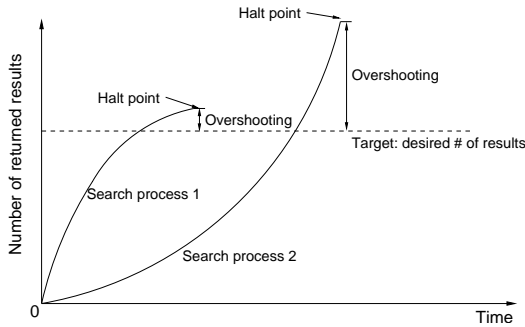 Halt point
Overshooting
Halt point
Overshooting
Target: desired # of results
Search process 1
Search process 2
Number of returned results
0
Time